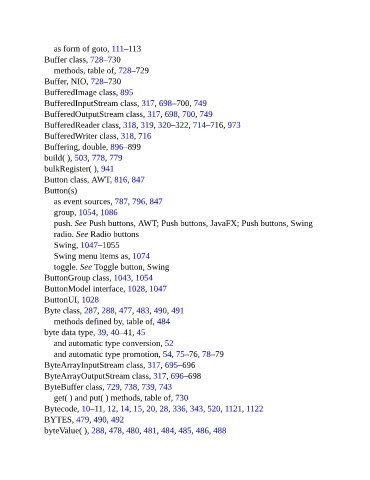 as form of goto, 111–113
Buffer class, 728–730
methods, table of, 728–729
Buffer, NIO, 728–730
BufferedImage class, 895
BufferedInputStream class, 317, 698–700, 749
BufferedOutputStream class, 317, 698, 700, 749
BufferedReader class, 318, 319, 320–322, 714–716, 973
BufferedWriter class, 318, 716
Buffering, double, 896–899
build( ), 503, 778, 779
bulkRegister( ), 941
Button class, AWT, 816, 847
Button(s)
as event sources, 787, 796, 847
group, 1054, 1086
push. See Push buttons, AWT; Push buttons, JavaFX; Push buttons, Swing
radio. See Radio buttons
Swing, 1047–1055
Swing menu items as, 1074
toggle. See Toggle button, Swing
ButtonGroup class, 1043, 1054
ButtonModel interface, 1028, 1047
ButtonUI, 1028
Byte class, 287, 288, 477, 483, 490, 491
methods defined by, table of, 484
byte data type, 39, 40–41, 45
and automatic type conversion, 52
and automatic type promotion, 54, 75–76, 78–79
ByteArrayInputStream class, 317, 695–696
ByteArrayOutputStream class, 317, 696–698
ByteBuffer class, 729, 738, 739, 743
get( ) and put( ) methods, table of, 730
Bytecode, 10–11, 12, 14, 15, 20, 28, 336, 343, 520, 1121, 1122
BYTES, 479, 490, 492
byteValue( ), 288, 478, 480, 481, 484, 485, 486, 488